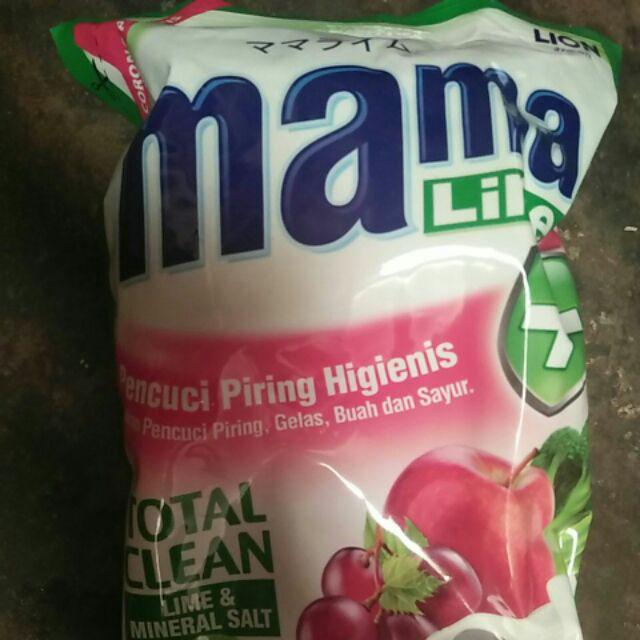 ママライム
LION
mama
Pencuci Piring Higienis
Pencuci Piring, Gelas, Buah dan Sayur.
TOTAL
CLEAN
LIME &
MINERAL SALT